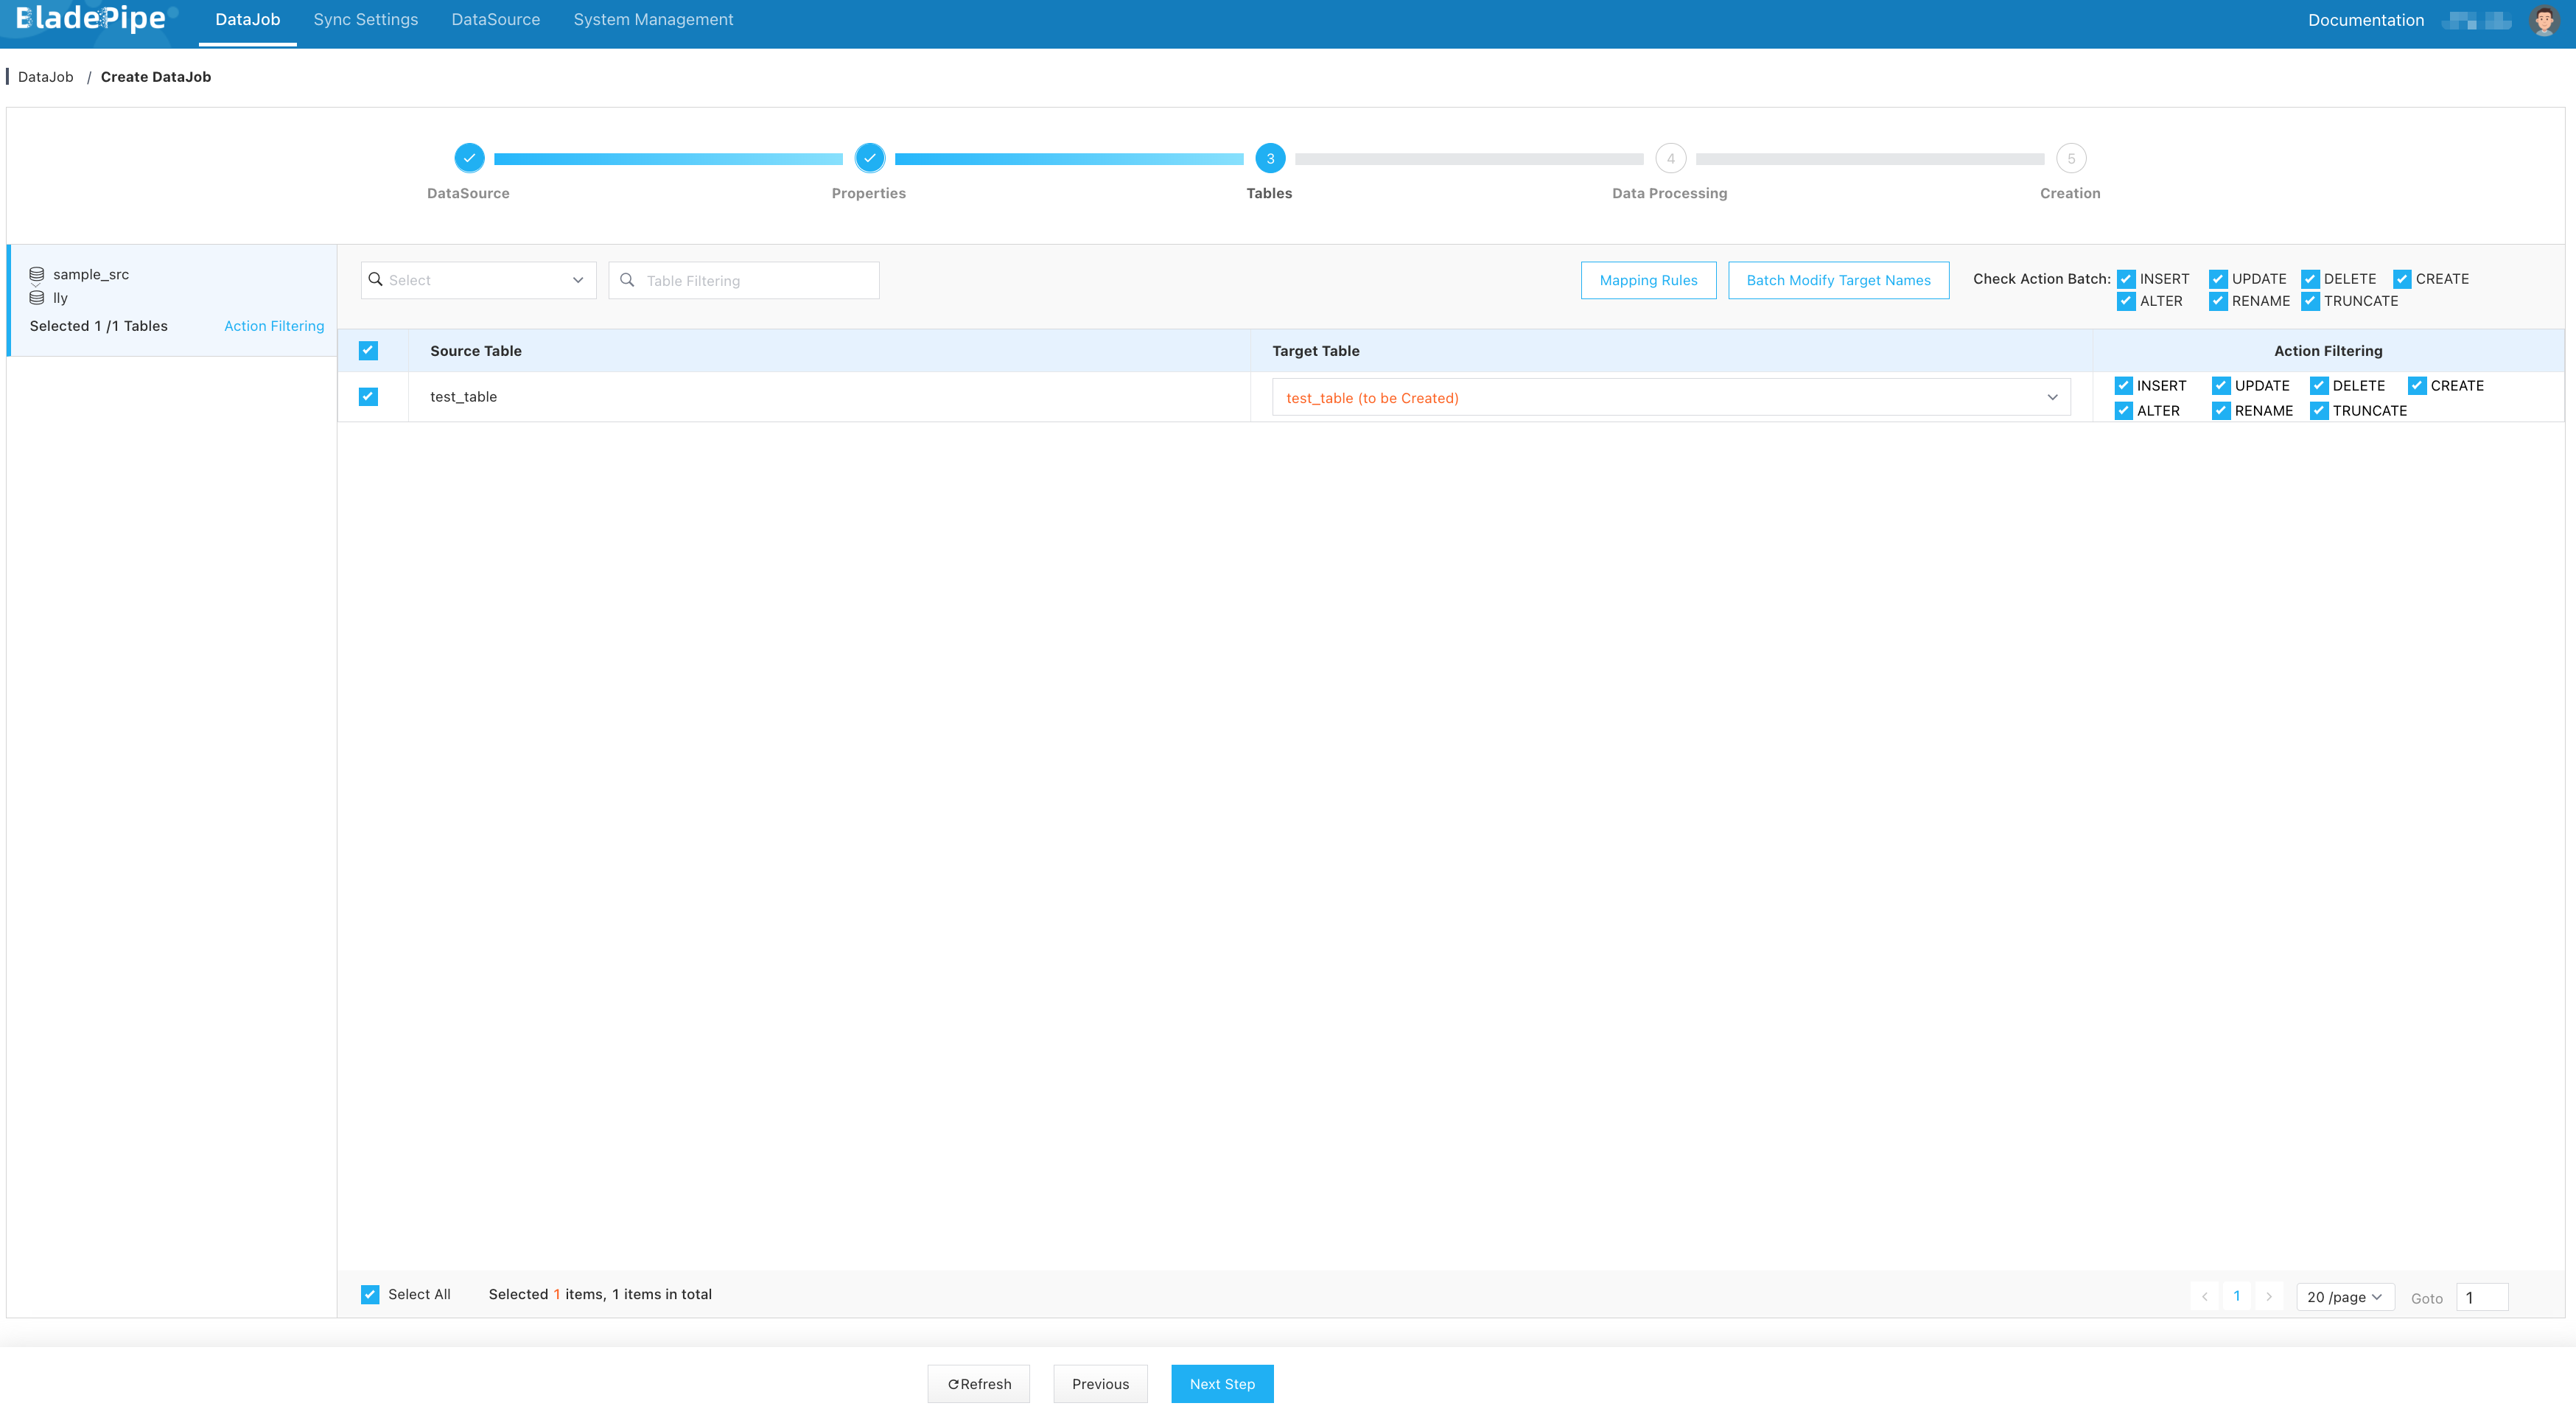 BladePipe DataJob Sync Settings DataSource System Management Documentation
DataJob / Create DataJob
3 4 5
DataSource Properties Tables Data Processing Creation
sample_src
lly
Selected 1 /1 Tables Action Filtering
Select Table Filtering Mapping Rules Batch Modify Target Names Check Action Batch: INSERT UPDATE DELETE CREATE
ALTER RENAME TRUNCATE
Source Table Target Table Action Filtering
test_table test_table (to be Created) INSERT UPDATE DELETE CREATE
ALTER RENAME TRUNCATE
Select All Selected 1 items, 1 items in total < 1 > 20 /page Goto 1
Refresh Previous Next Step